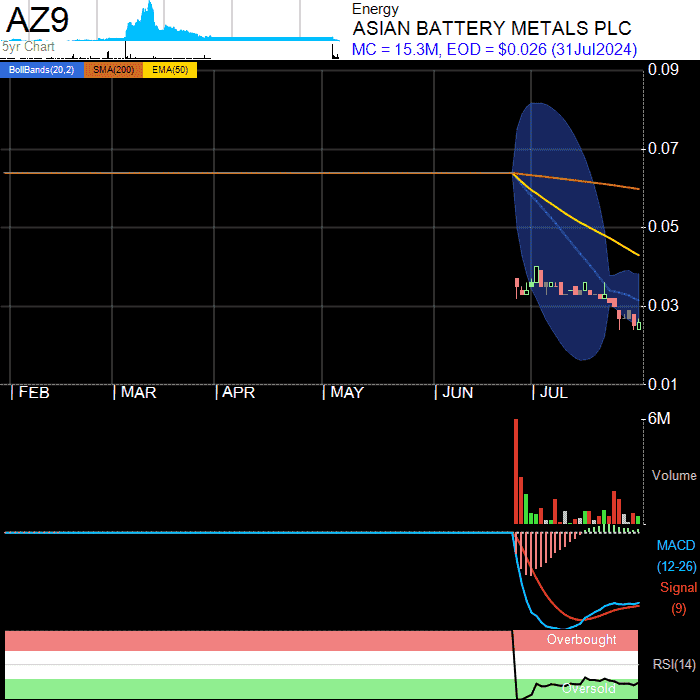 AZ9
5yr Chart
Energy
ASIAN BATTERY METALS PLC
MC = 15.3M, EOD = $0.026 (31Jul2024)
BollBands(20,2) SMA(200) EMA(50)
0.09
0.07
0.05
0.03
0.01
FEB MAR APR MAY JUN JUL
6M
Volume
MACD
(12-26)
Signal
(9)
Overbought
RSI(14)
Oversold